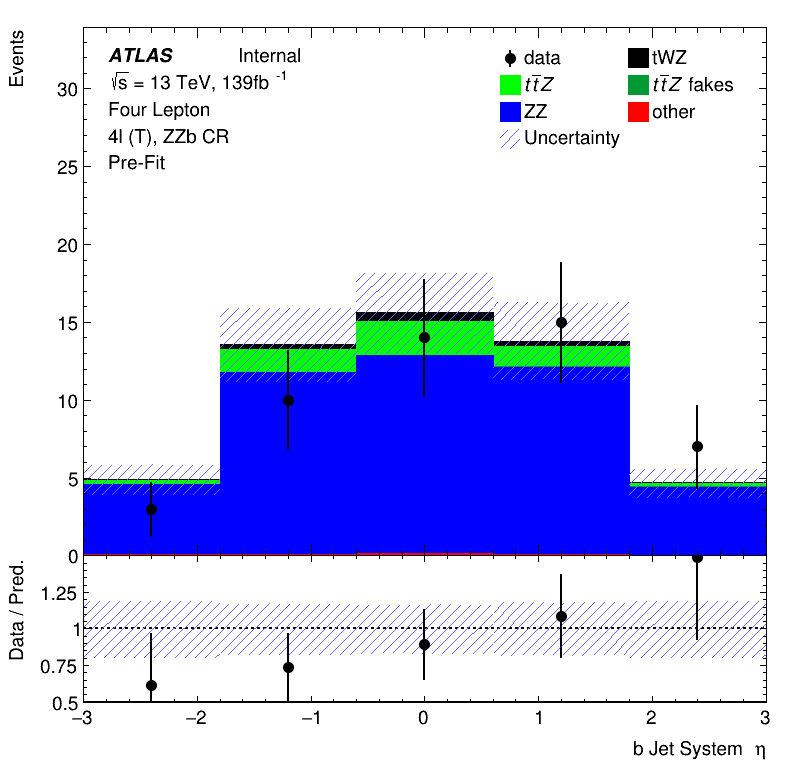 Events
ATLAS Internal
√s = 13 TeV, 139fb -1
Four Lepton
4l (T), ZZb CR
Pre-Fit
data
tWZ
tt̄Z
tt̄Z fakes
ZZ
other
Uncertainty
30
25
20
15
10
5
0
Data / Pred.
1.25
1
0.75
0.5
−3 −2 −1 0 1 2 3
b Jet System η